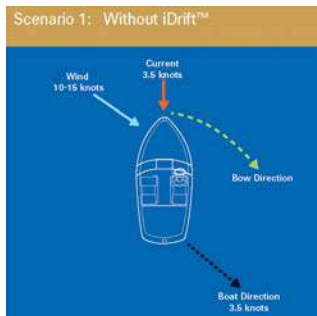 Scenario 1: Without iDrift™
Current
3.5 knots
Wind
10-15 knots
Bow Direction
Boat Direction
3.5 knots